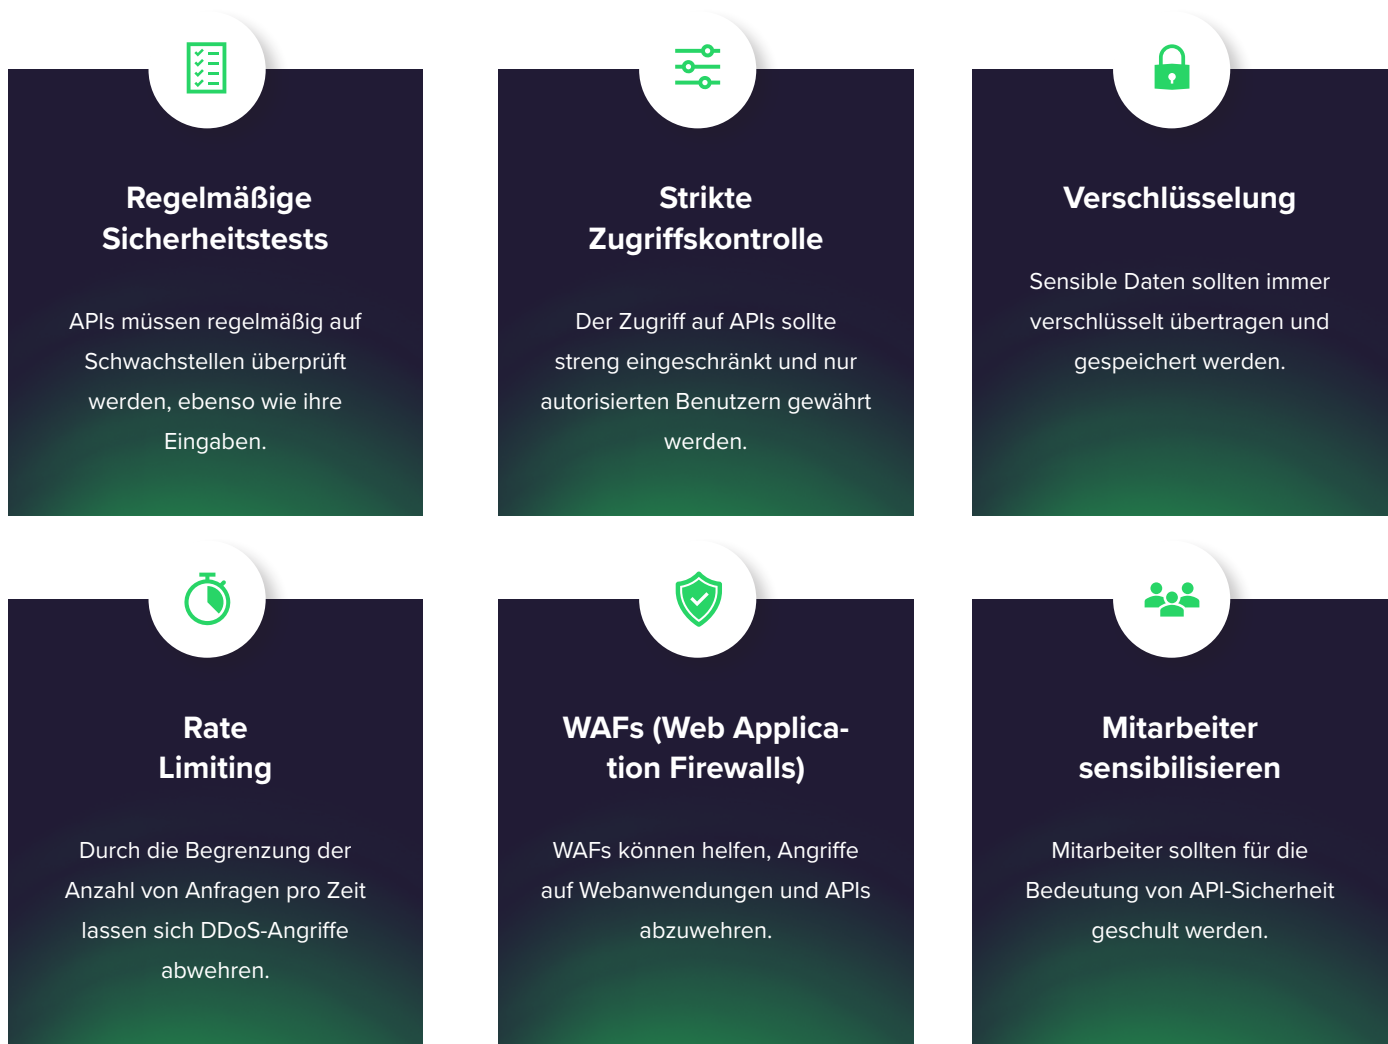 Regelmäßige
Sicherheitstests
APIs müssen regelmäßig auf
Schwachstellen überprüft
werden, ebenso wie ihre
Eingaben.
Strikte
Zugriffskontrolle
Der Zugriff auf APIs sollte
streng eingeschränkt und nur
autorisierten Benutzern gewährt
werden.
Verschlüsselung
Sensible Daten sollten immer
verschlüsselt übertragen und
gespeichert werden.
Rate
Limiting
Durch die Begrenzung der
Anzahl von Anfragen pro Zeit
lassen sich DDoS-Angriffe
abwehren.
WAFs (Web Applica-
tion Firewalls)
WAFs können helfen, Angriffe
auf Webanwendungen und APIs
abzuwehren.
Mitarbeiter
sensibilisieren
Mitarbeiter sollten für die
Bedeutung von API-Sicherheit
geschult werden.